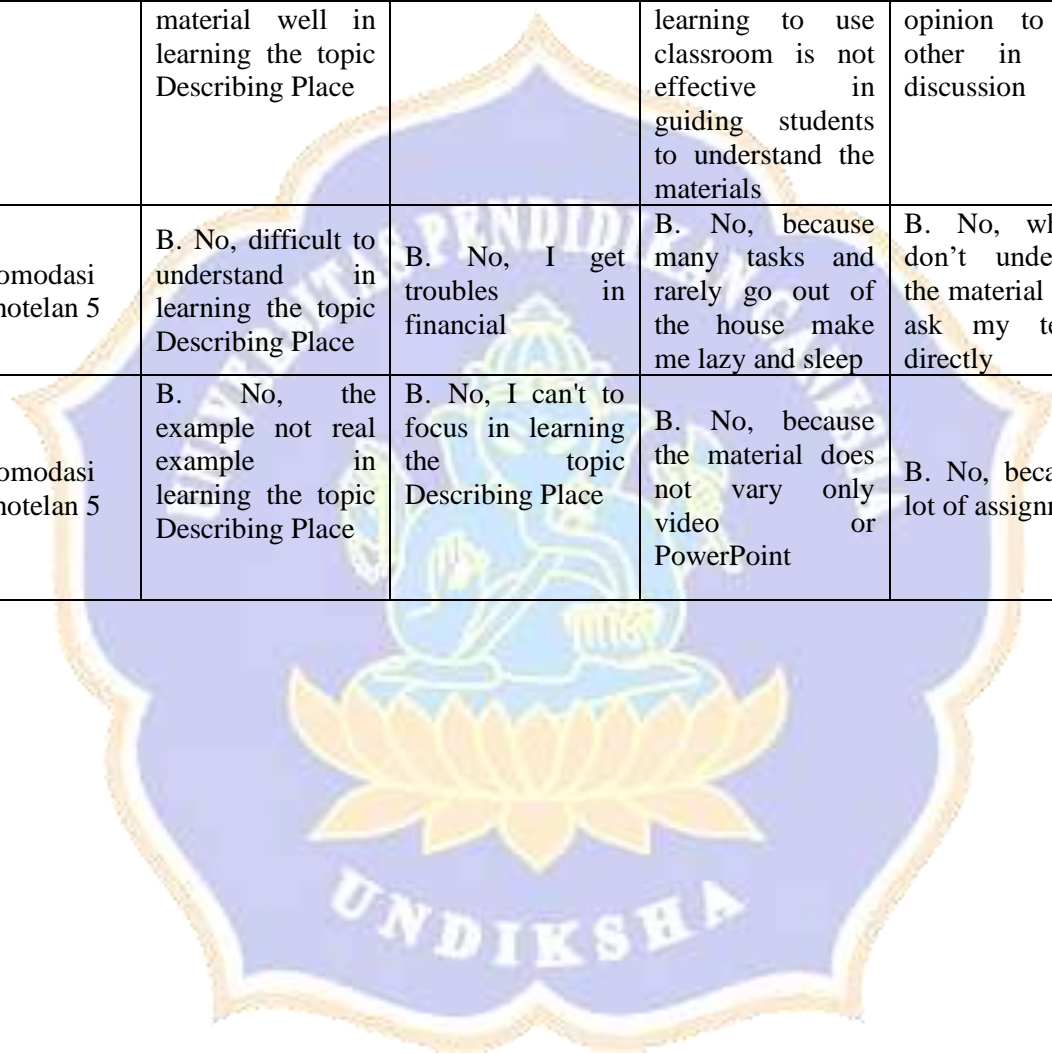 material well in
learning the topic
Describing Place
learning to use
classroom is not
effective in
guiding students
to understand the
materials
opinion to
other in
discussion
omodasi
hotelan 5
B. No, difficult to
understand in
learning the topic
Describing Place
B. No, I get
troubles in
financial
B. No, because
many tasks and
rarely go out of
the house make
me lazy and sleep
B. No,
don't
the material
ask my
directly
omodasi
hotelan 5
B. No, the
example not real
example in
learning the topic
Describing Place
B. No, I can't to
focus in learning
the topic
Describing Place
B. No, because
the material does
not vary only
video or
PowerPoint
B. No,
lot of
UNIVERSITAS PENDIDIKAN GANESHA
UNDIKSHA